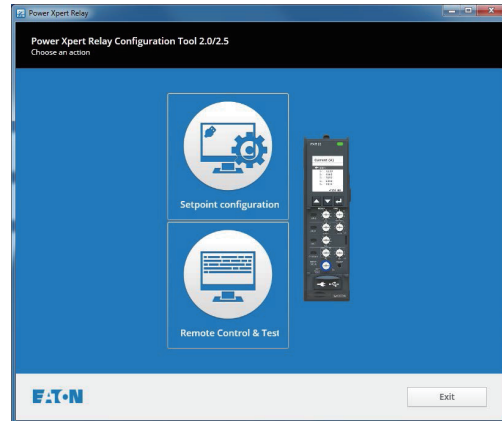 Power Xpert Relay
Power Xpert Relay Configuration Tool 2.0/2.5
Choose an action
Setpoint configuration
Remote Control & Test
EATON
Exit